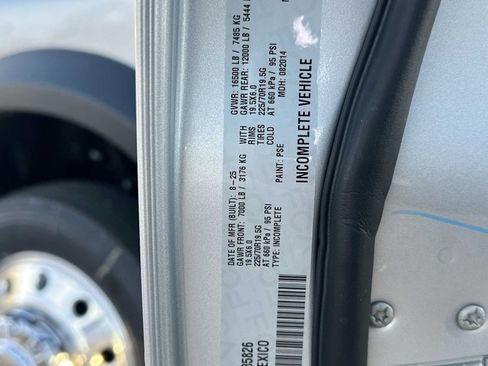 DATE OF MFR (BUILT): 8-25 GVWR: 16500 LB / 7485 KG
GAWR FRONT: 7000 LB / 3176 KG WITH GAWR REAR: 12000 LB / 5444
19.5X6.0 RIMS 19.5X6.0
225/70R19.5G TIRES 225/70R19.5G
AT 660 kPa / 95 PSI COLD AT 660 kPa / 95 PSI
TYPE: INCOMPLETE PAINT: PSE MDH: 082014
INCOMPLETE VEHICLE
35826
EXICO